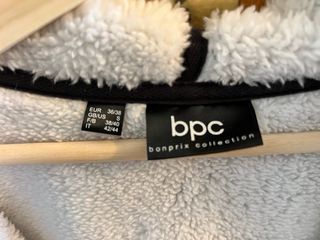 EUR 36/38
GB/US S
F/B 38/40
IT 42/44
bpc
bonprix collection